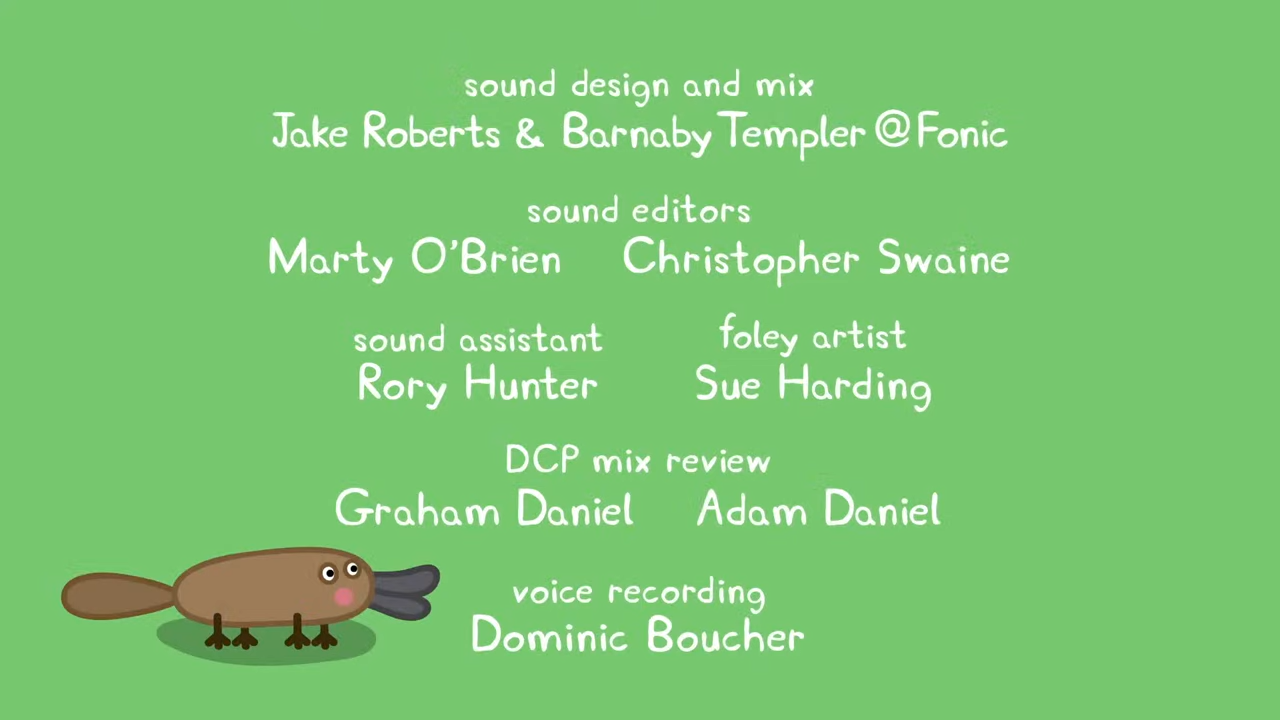 sound design and mix
Jake Roberts & Barnaby Templer @ Fonic
sound editors
Marty O'Brien Christopher Swaine
sound assistant foley artist
Rory Hunter Sue Harding
DCP mix review
Graham Daniel Adam Daniel
voice recording
Dominic Boucher